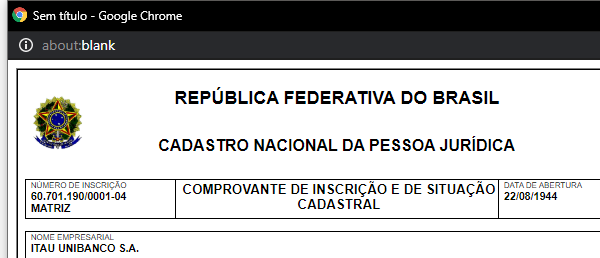 Sem título - Google Chrome
about:blank
REPÚBLICA FEDERATIVA DO BRASIL
CADASTRO NACIONAL DA PESSOA JURÍDICA
NÚMERO DE INSCRIÇÃO
60.701.190/0001-04
MATRIZ
COMPROVANTE DE INSCRIÇÃO E DE SITUAÇÃO
CADASTRAL
DATA DE ABERTURA
22/08/1944
NOME EMPRESARIAL
ITAU UNIBANCO S.A.